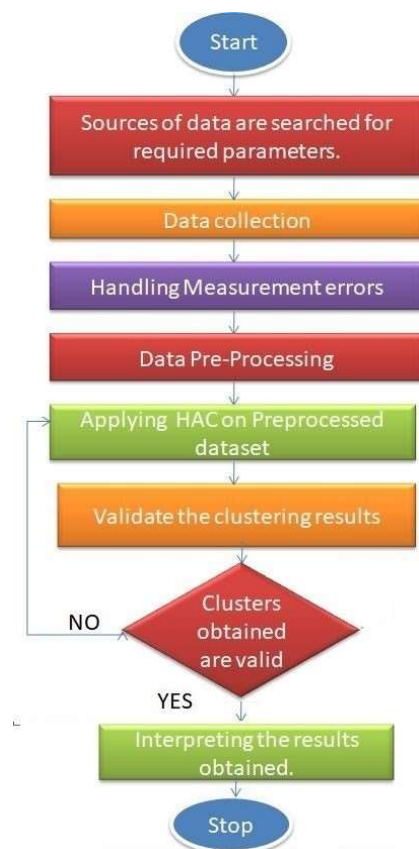 Start
Sources of data are searched for
required parameters.
Data collection
Handling Measurement errors
Data Pre-Processing
Applying HAC on Preprocessed
dataset
Validate the clustering results
Clusters
obtained
are valid
NO
YES
Interpreting the results
obtained.
Stop